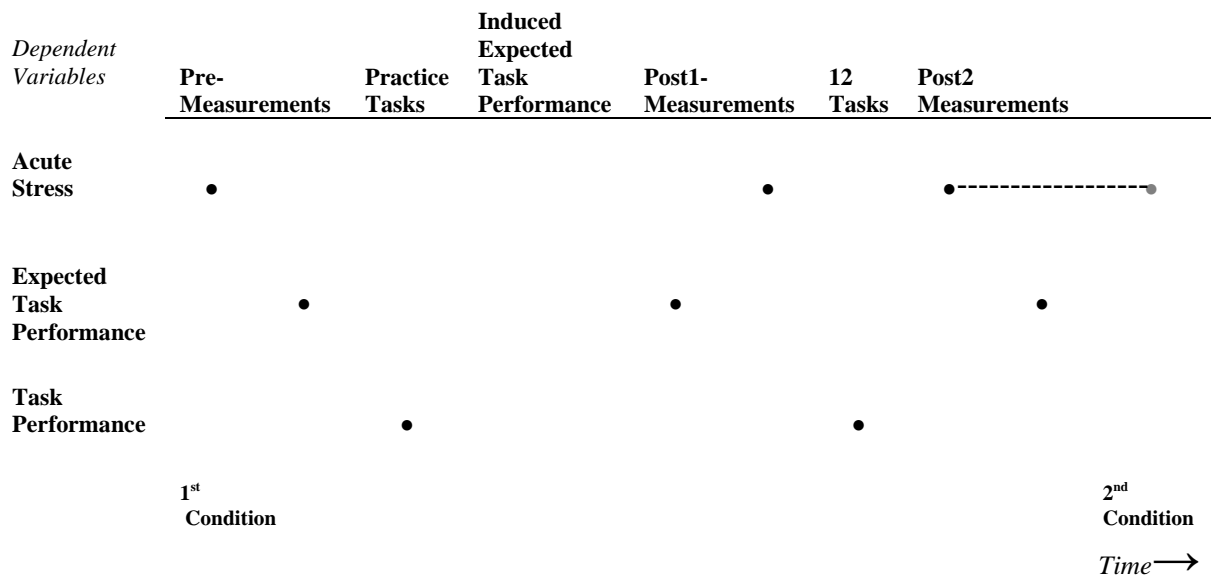 Dependent
Variables
Pre-
Measurements
Practice
Tasks
Induced
Expected
Task
Performance
Post1-
Measurements
12
Tasks
Post2
Measurements
Acute
Stress
Expected
Task
Performance
Task
Performance
1st
Condition
2nd
Condition
Time